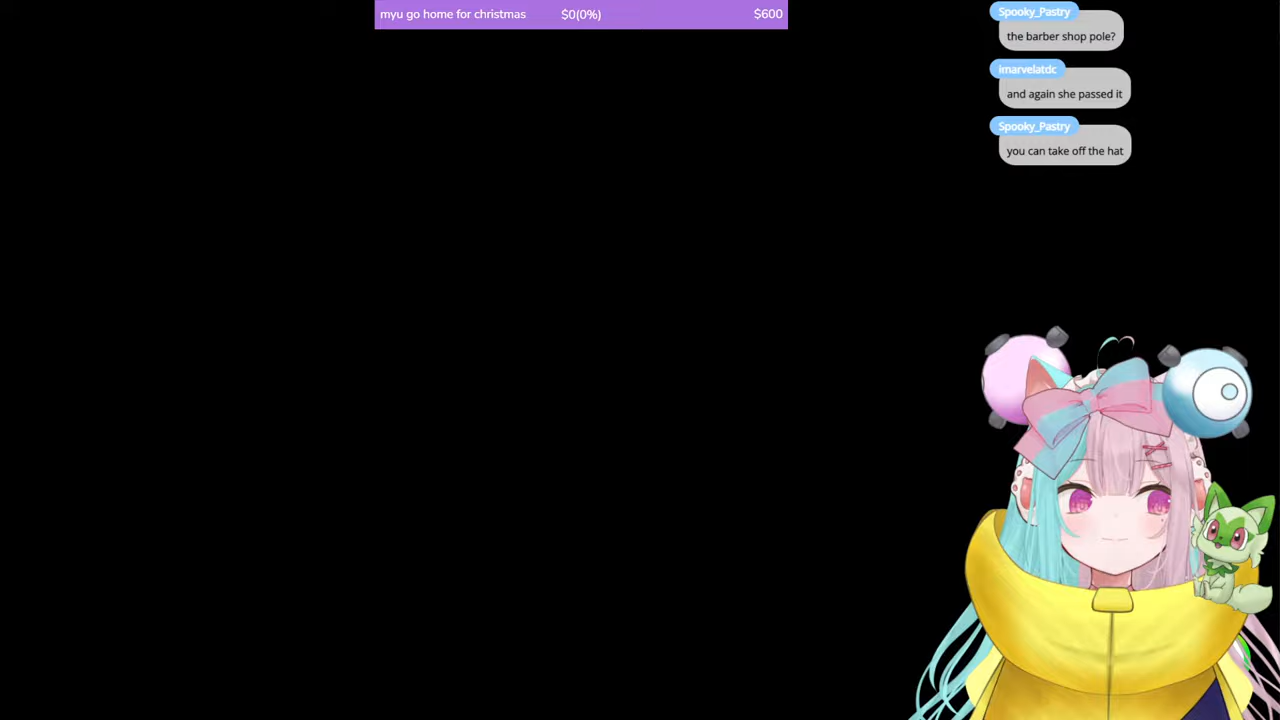 myu go home for christmas $0(0%) $600
Spooky_Pastry
the barber shop pole?
imarvelatdc
and again she passed it
Spooky_Pastry
you can take off the hat